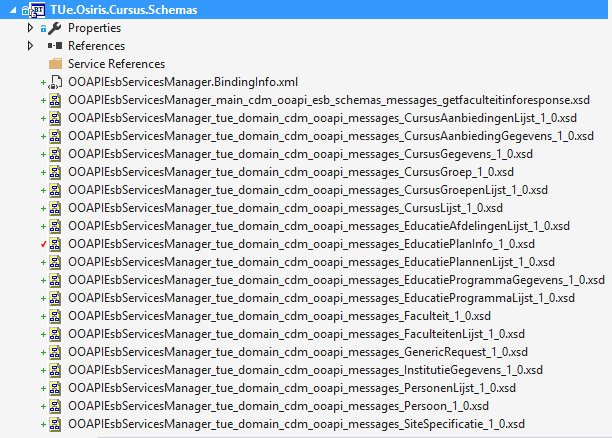 TUe.Osiris.Cursus.Schemas
Properties
References
Service References
OOAPIEsbServicesManager.BindingInfo.xml
OOAPIEsbServicesManager_main_cdm_ooapi_esb_schemas_messages_getfaculteitinforesponse.xsd
OOAPIEsbServicesManager_tue_domain_cdm_ooapi_messages_CursusAanbiedingenLijst_1_0.xsd
OOAPIEsbServicesManager_tue_domain_cdm_ooapi_messages_CursusAanbiedingGegevens_1_0.xsd
OOAPIEsbServicesManager_tue_domain_cdm_ooapi_messages_CursusGegevens_1_0.xsd
OOAPIEsbServicesManager_tue_domain_cdm_ooapi_messages_CursusGroep_1_0.xsd
OOAPIEsbServicesManager_tue_domain_cdm_ooapi_messages_CursusGroepenLijst_1_0.xsd
OOAPIEsbServicesManager_tue_domain_cdm_ooapi_messages_CursusLijst_1_0.xsd
OOAPIEsbServicesManager_tue_domain_cdm_ooapi_messages_EducatieAfdelingenLijst_1_0.xsd
OOAPIEsbServicesManager_tue_domain_cdm_ooapi_messages_EducatiePlanInfo_1_0.xsd
OOAPIEsbServicesManager_tue_domain_cdm_ooapi_messages_EducatiePlannenLijst_1_0.xsd
OOAPIEsbServicesManager_tue_domain_cdm_ooapi_messages_EducatieProgrammaGegevens_1_0.xsd
OOAPIEsbServicesManager_tue_domain_cdm_ooapi_messages_EducatieProgrammaLijst_1_0.xsd
OOAPIEsbServicesManager_tue_domain_cdm_ooapi_messages_Faculteit_1_0.xsd
OOAPIEsbServicesManager_tue_domain_cdm_ooapi_messages_FaculteitenLijst_1_0.xsd
OOAPIEsbServicesManager_tue_domain_cdm_ooapi_messages_GenericRequest_1_0.xsd
OOAPIEsbServicesManager_tue_domain_cdm_ooapi_messages_InstitutieGegevens_1_0.xsd
OOAPIEsbServicesManager_tue_domain_cdm_ooapi_messages_PersonenLijst_1_0.xsd
OOAPIEsbServicesManager_tue_domain_cdm_ooapi_messages_Persoon_1_0.xsd
OOAPIEsbServicesManager_tue_domain_cdm_ooapi_messages_SiteSpecificatie_1_0.xsd